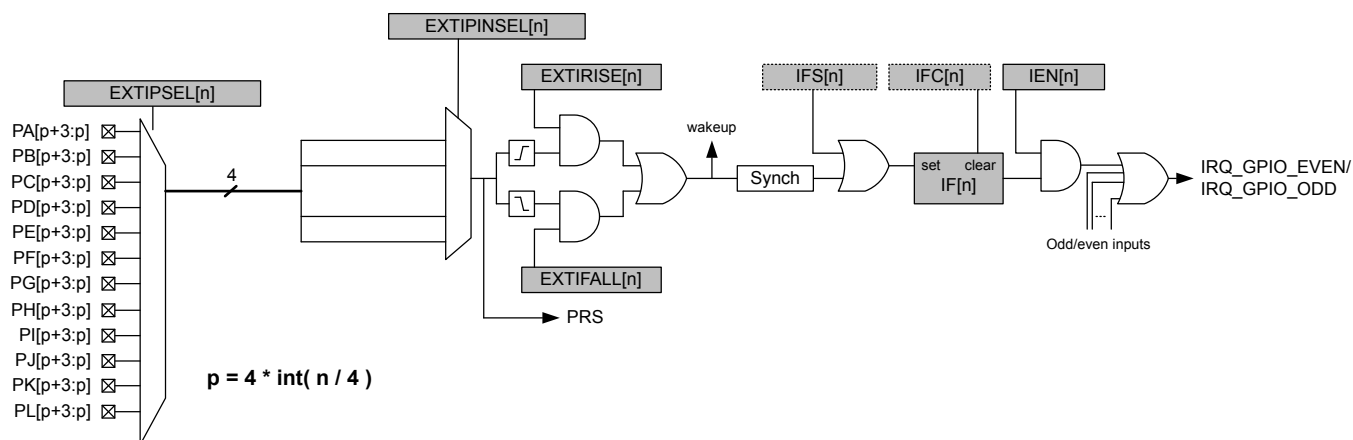 EXTIPINSEL[n]
EXTIPSEL[n]
EXTIRISE[n]
IFS[n]
IFC[n]
IEN[n]
PA[p+3:p]
PB[p+3:p]
PC[p+3:p]
PD[p+3:p]
PE[p+3:p]
PF[p+3:p]
PG[p+3:p]
PH[p+3:p]
PI[p+3:p]
PJ[p+3:p]
PK[p+3:p]
PL[p+3:p]
4
wakeup
Synch
set clear
IF[n]
IRQ_GPIO_EVEN/
IRQ_GPIO_ODD
Odd/even inputs
EXTIFALL[n]
PRS
p = 4 * int( n / 4 )